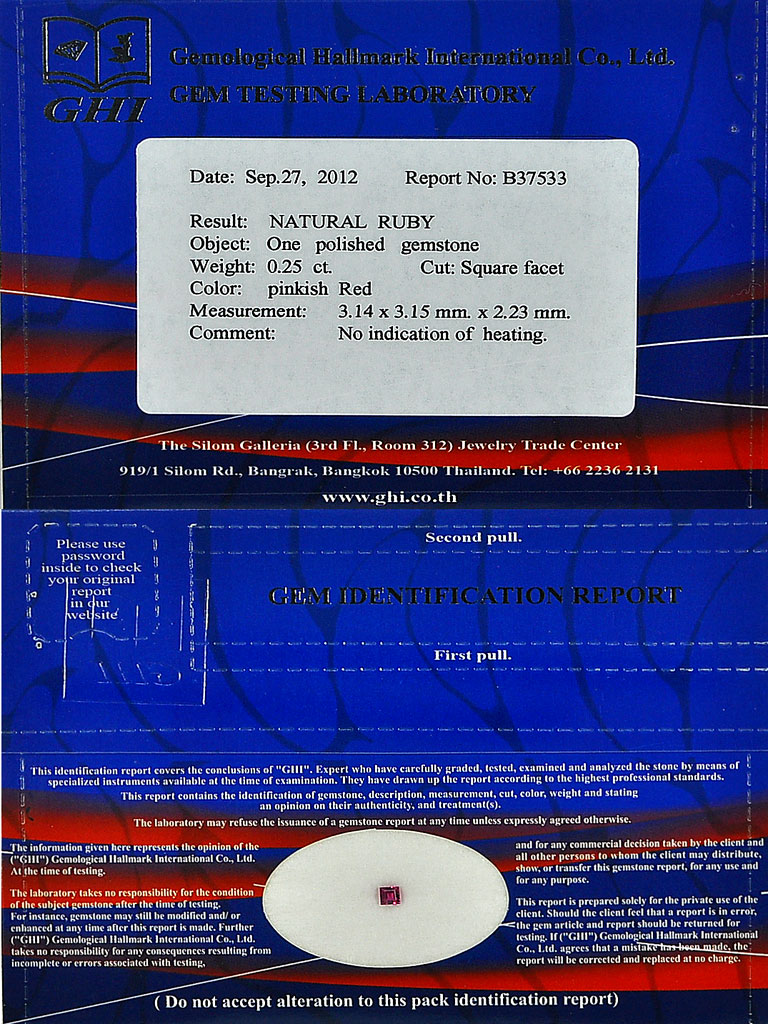 Gemological Hallmark International Co., Ltd.
GHI
GEM TESTING LABORATORY
Date: Sep.27, 2012 Report No: B37533
Result: NATURAL RUBY
Object: One polished gemstone
Weight: 0.25 ct. Cut: Square facet
Color: pinkish Red
Measurement: 3.14 x 3.15 mm. x 2.23 mm.
Comment: No indication of heating.
The Silom Galleria (3rd Fl., Room 312) Jewelry Trade Center
919/1 Silom Rd., Bangrak, Bangkok 10500 Thailand. Tel: +66 2236 2131
www.ghi.co.th
Please use
password
inside to check
your original
report
in our
website
Second pull.
GEM IDENTIFICATION REPORT
First pull.
This identification report covers the conclusions of "GHI". Expert who have carefully graded, tested, examined and analyzed the stone by means of
specialized instruments available at the time of examination. They have drawn up the report according to the highest professional standards.
This report contains the identification of gemstone, description, measurement, cut, color, weight and stating
an opinion on their authenticity, and treatment(s).
The laboratory may refuse the issuance of a gemstone report at any time unless expressly agreed otherwise.
The information given here represents the opinion of the
("GHI") Gemological Hallmark International Co., Ltd.
At the time of testing.
The laboratory takes no responsibility for the condition
of the subject gemstone after the time of testing.
For instance, gemstone may still be modified and/ or
enhanced at any time after this report is made. Further
("GHI") Gemological Hallmark International Co., Ltd.
takes no responsibility for any consequences resulting from
incomplete or errors associated with testing,
and for any commercial decision taken by the client and
all other persons to whom the client may distribute,
show, or transfer this gemstone report, for any use and
for any purpose.
This report is prepared solely for the private use of the
client. Should the client feel that a report is in error,
the gem article and report should be returned for
testing. If ("GHI") Gemological Hallmark International
Co., Ltd. agrees that a mistake has been made, the
report will be corrected and replaced at no charge.
( Do not accept alteration to this pack identification report)